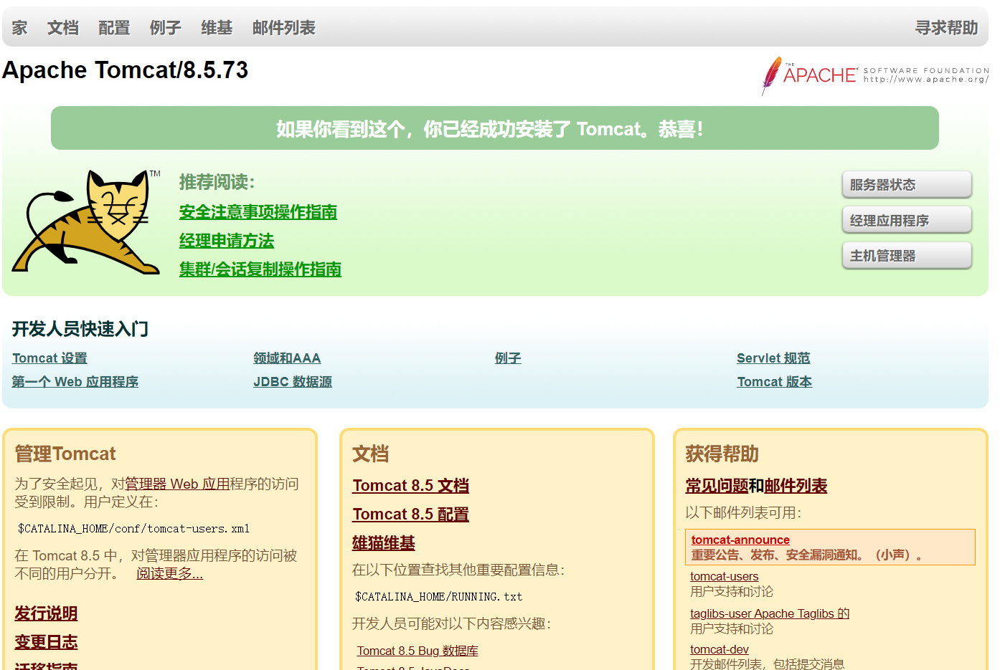 家 文档 配置 例子 维基 邮件列表 寻求帮助
Apache Tomcat/8.5.73
THE APACHE SOFTWARE FOUNDATION
http://www.apache.org/
如果你看到这个，你已经成功安装了 Tomcat。恭喜！
TM
推荐阅读：
安全注意事项操作指南
经理申请方法
集群/会话复制操作指南
服务器状态
经理应用程序
主机管理器
开发人员快速入门
Tomcat 设置
第一个 Web 应用程序
领域和AAA
JDBC 数据源
例子
Servlet 规范
Tomcat 版本
管理Tomcat
为了安全起见，对管理器 Web 应用程序的访问
受到限制。用户定义在：
$CATALINA_HOME/conf/tomcat-users.xml
在 Tomcat 8.5 中，对管理器应用程序的访问被
不同的用户分开。 阅读更多...
发行说明
变更日志
迁移指南
文档
Tomcat 8.5 文档
Tomcat 8.5 配置
雄猫维基
在以下位置查找其他重要配置信息：
$CATALINA_HOME/RUNNING.txt
开发人员可能对以下内容感兴趣：
Tomcat 8.5 Bug 数据库
Tomcat 8.5 JavaDocs
获得帮助
常见问题和邮件列表
以下邮件列表可用：
tomcat-announce
重要公告、发布、安全漏洞通知。（小声）。
tomcat-users
用户支持和讨论
taglibs-user Apache Taglibs 的
用户支持和讨论
tomcat-dev
开发邮件列表，包括提交消息